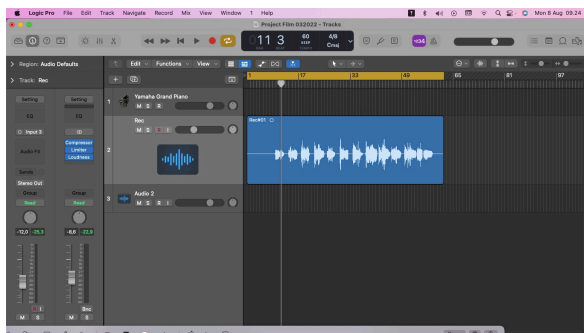 Logic Pro File Edit Track Navigate Record Mix View Window 1 Help
Mon 8 Aug 09.24
Project Film 032022 - Tracks
11 3 60 4/8
Cmaj
1234
Region: Audio Defaults
Edit Functions View
Track: Rec
1 17 33 49 65 81 97
Setting Setting
EQ EQ
Input 3
Audio FX
Compressor
Limiter
Loudness
Sends
Stereo Out
Group Group
Read Read
-12,0 -25,3 -8,6 -22,9
I Bnc
M S M S
1 Yamaha Grand Piano
M S R
2 Rec
M S R I
3 Audio 2
M S R I
Rec#01